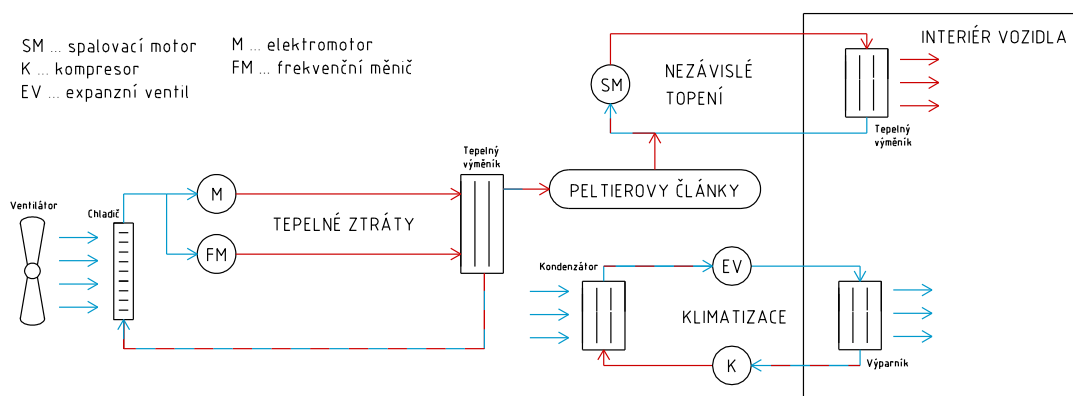 SM ... spalovací motor
M ... elektromotor
K ... kompresor
FM ... frekvenční měnič
EV ... expanzní ventil
INTERIÉR VOZIDLA
NEZÁVISLÉ
TOPENÍ
SM
Tepelný
výměník
Tepelný
výměník
PELTIEROVY ČLÁNKY
Ventilátor
Chladič
M
TEPELNÉ ZTRÁTY
FM
Kondenzátor
EV
KLIMATIZACE
K
Výparník